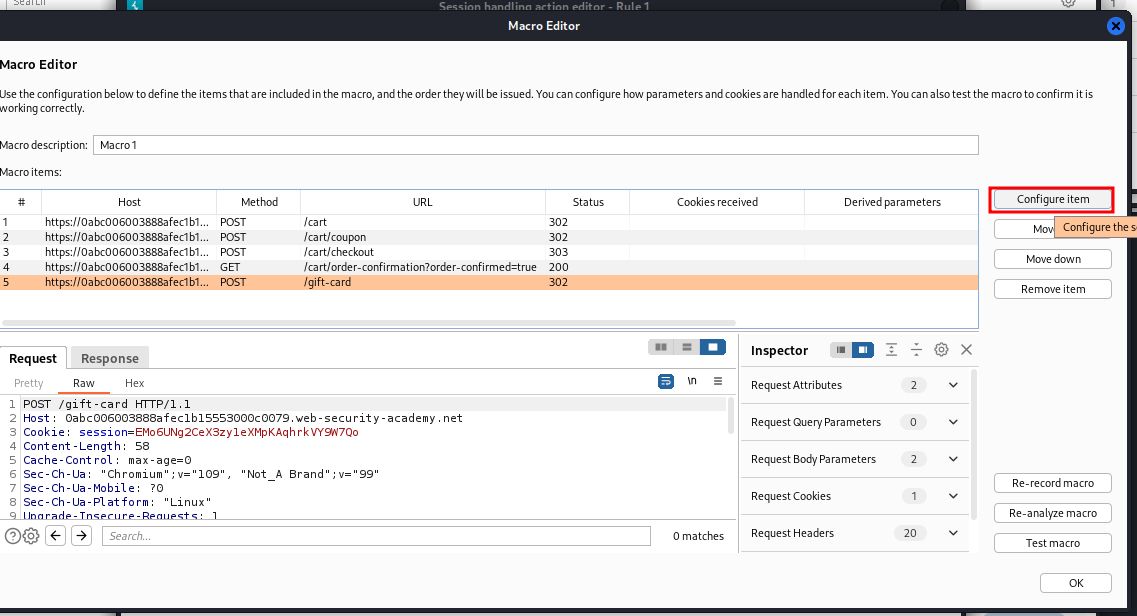 Search
Session handling action editor - Rule 1
1
Macro Editor
Macro Editor
Use the configuration below to define the items that are included in the macro, and the order they will be issued. You can configure how parameters and cookies are handled for each item. You can also test the macro to confirm it is
working correctly.
Macro description: Macro 1
Macro items:
# Host Method URL Status Cookies received Derived parameters
1 https://0abc006003888afec1b1... POST /cart 302
2 https://0abc006003888afec1b1... POST /cart/coupon 302
3 https://0abc006003888afec1b1... POST /cart/checkout 303
4 https://0abc006003888afec1b1... GET /cart/order-confirmation?order-confirmed=true 200
5 https://0abc006003888afec1b1... POST /gift-card 302
Configure item
Configure the
Move down
Remove item
Request Response
Pretty Raw Hex
\n
1 POST /gift-card HTTP/1.1
2 Host: 0abc006003888afec1b15553000c0079.web-security-academy.net
3 Cookie: session=EMo6UNg2CeX3zy1eXMpKAqhrkVY9W7Qo
4 Content-Length: 58
5 Cache-Control: max-age=0
6 Sec-Ch-Ua: "Chromium";v="109", "Not_A Brand";v="99"
7 Sec-Ch-Ua-Mobile: ?0
8 Sec-Ch-Ua-Platform: "Linux"
9 Upgrade-Insecure-Requests: 1
Search... 0 matches
Inspector
Request Attributes 2
Request Query Parameters 0
Request Body Parameters 2
Request Cookies 1
Request Headers 20
Re-record macro
Re-analyze macro
Test macro
OK